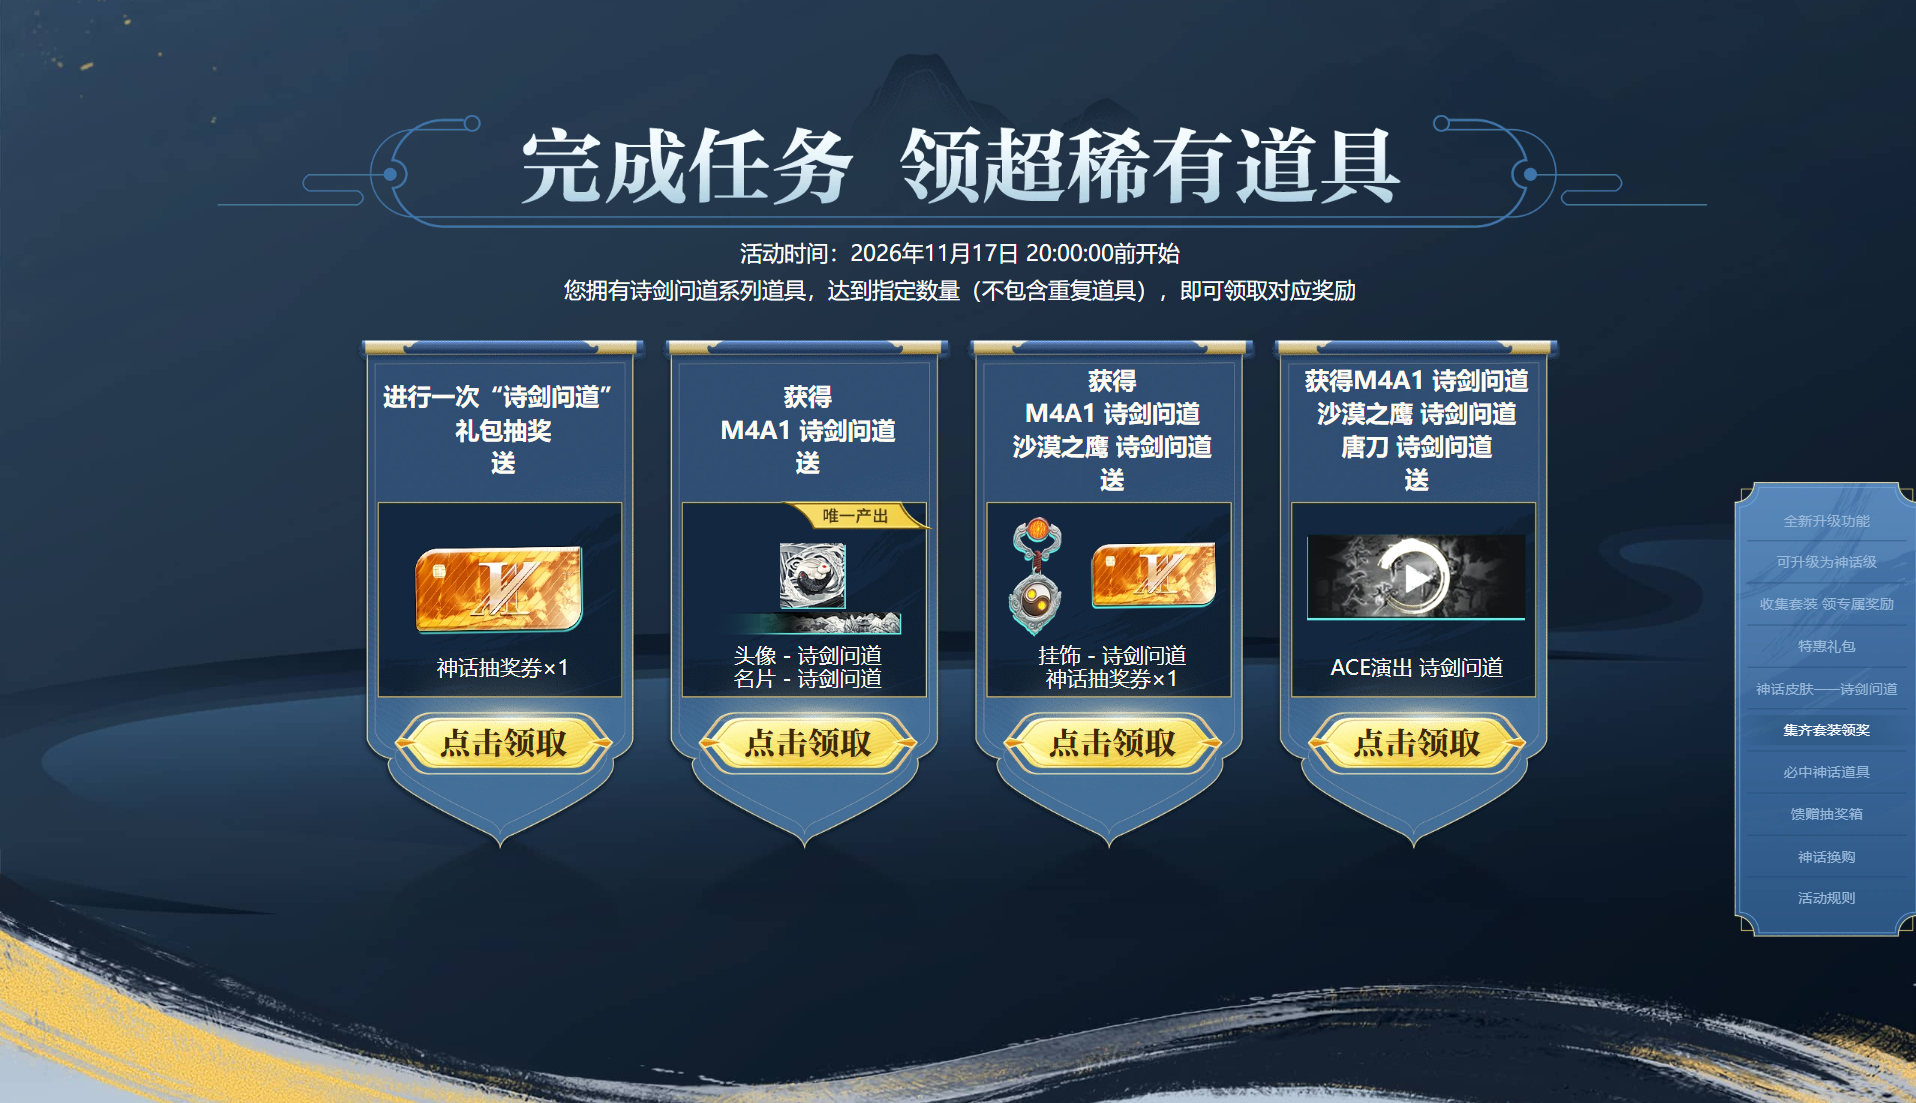 完成任务 领超稀有道具
活动时间：2026年11月17日 20:00:00前开始
您拥有诗剑问道系列道具，达到指定数量（不包含重复道具），即可领取对应奖励
进行一次“诗剑问道”
礼包抽奖
送
神话抽奖券×1
点击领取
获得
M4A1 诗剑问道
送
唯一产出
头像 - 诗剑问道
名片 - 诗剑问道
点击领取
获得
M4A1 诗剑问道
沙漠之鹰 诗剑问道
送
挂饰 - 诗剑问道
神话抽奖券×1
点击领取
获得M4A1 诗剑问道
沙漠之鹰 诗剑问道
唐刀 诗剑问道
送
ACE演出 诗剑问道
点击领取
全新升级功能
可升级为神话级
收集套装 领专属奖励
特惠礼包
神话皮肤——诗剑问道
集齐套装领奖
必中神话道具
馈赠抽奖箱
神话换购
活动规则